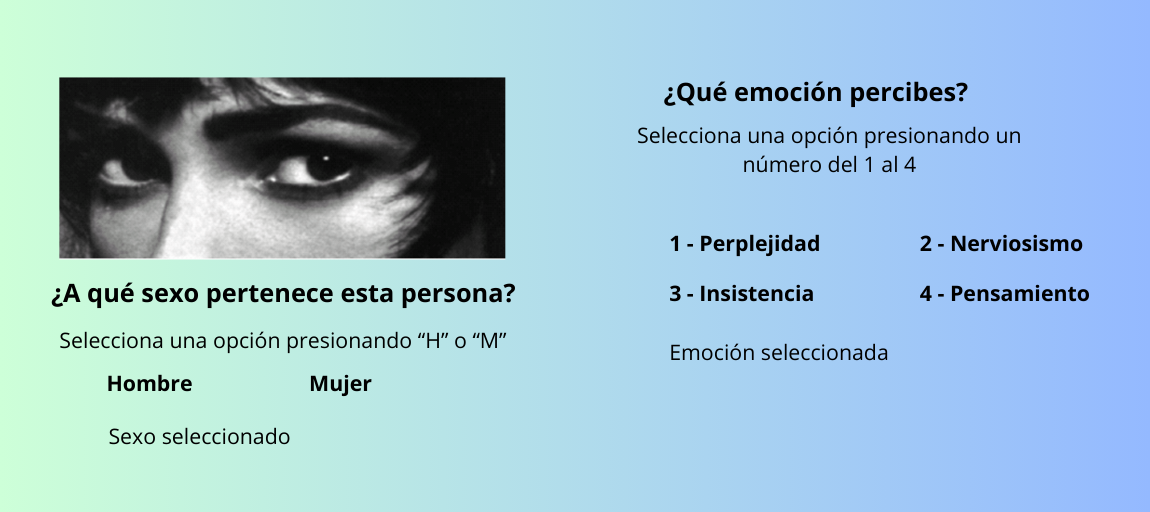 ¿A qué sexo pertenece esta persona?
Selecciona una opción presionando “H” o “M”
Hombre
Mujer
Sexo seleccionado
¿Qué emoción percibes?
Selecciona una opción presionando un
número del 1 al 4
1 - Perplejidad
2 - Nerviosismo
3 - Insistencia
4 - Pensamiento
Emoción seleccionada